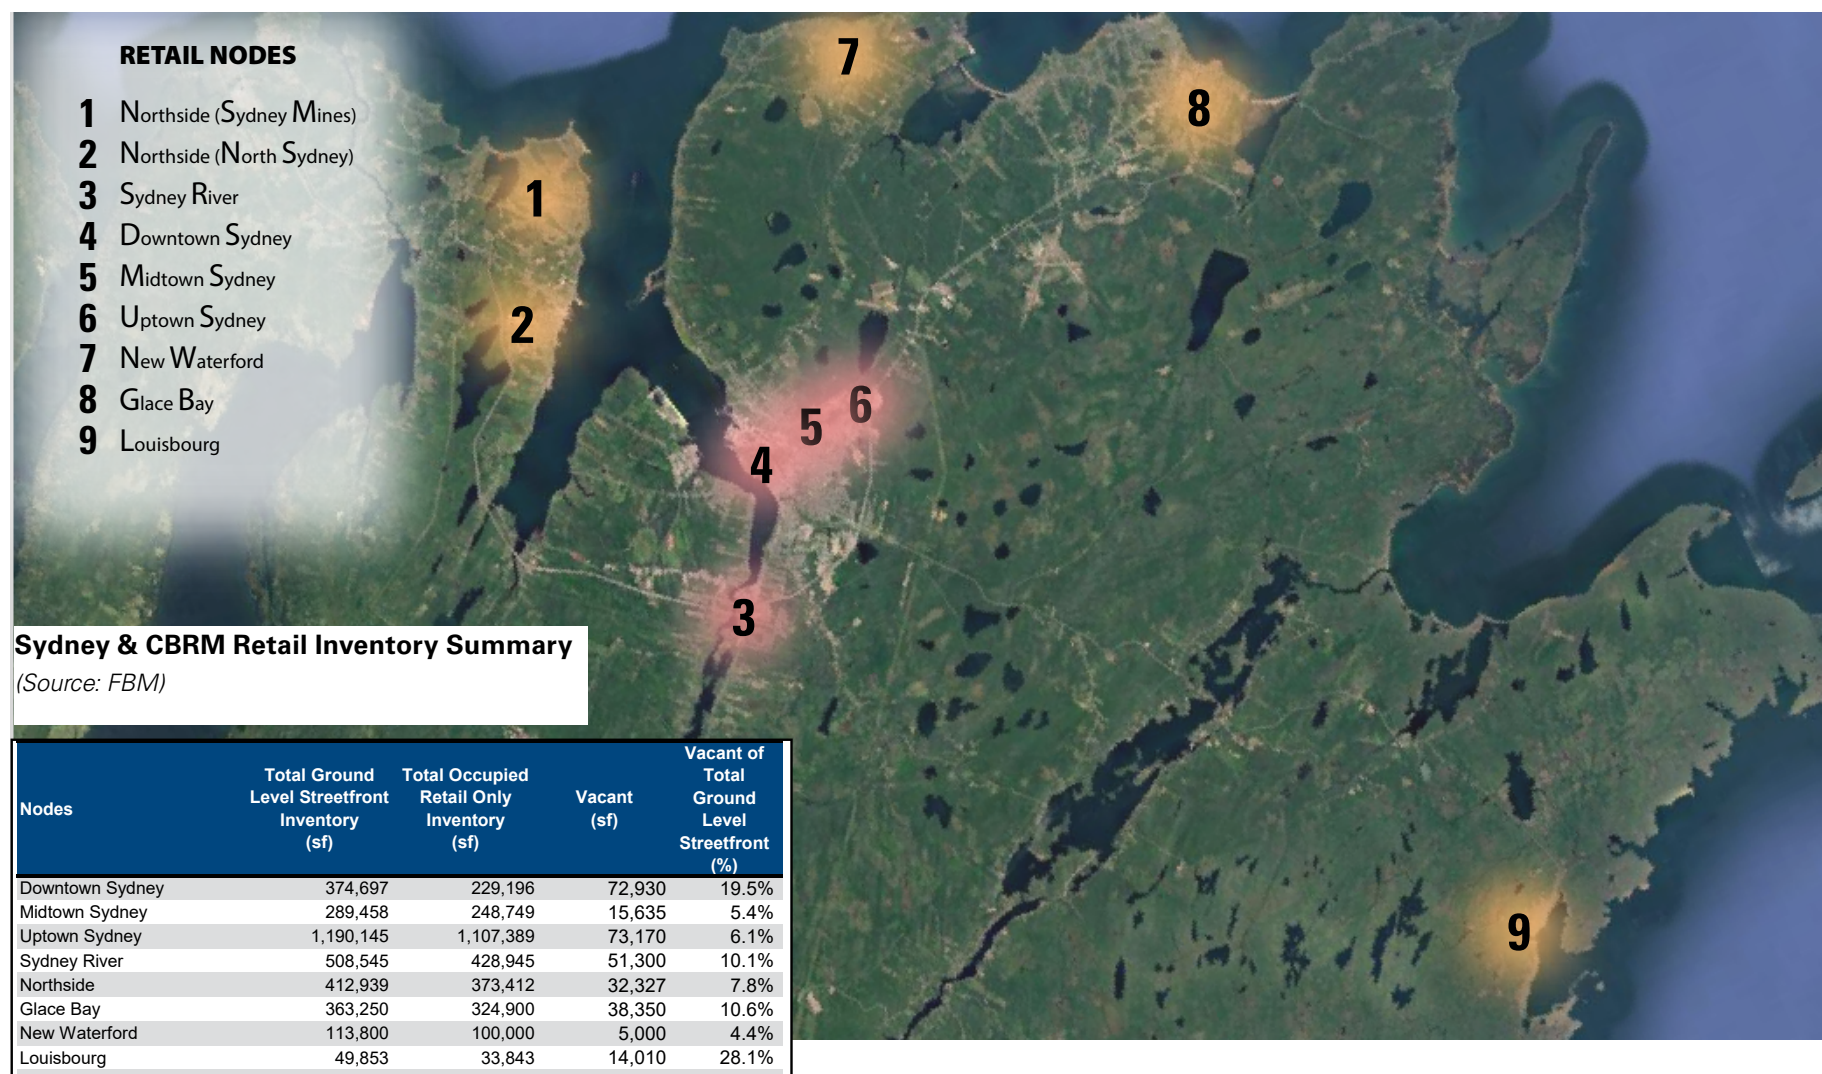 RETAIL NODES
1 Northside (Sydney Mines)
2 Northside (North Sydney)
3 Sydney River
4 Downtown Sydney
5 Midtown Sydney
6 Uptown Sydney
7 New Waterford
8 Glace Bay
9 Louisbourg
7
8
1
2
6
5
4
3
9
Sydney & CBRM Retail Inventory Summary
(Source: FBM)
Nodes
Total Ground
Level Streetfront
Inventory
(sf)
Total Occupied
Retail Only
Inventory
(sf)
Vacant
(sf)
Vacant of
Total
Ground
Level
Streetfront
(%)
Downtown Sydney 374,697 229,196 72,930 19.5%
Midtown Sydney 289,458 248,749 15,635 5.4%
Uptown Sydney 1,190,145 1,107,389 73,170 6.1%
Sydney River 508,545 428,945 51,300 10.1%
Northside 412,939 373,412 32,327 7.8%
Glace Bay 363,250 324,900 38,350 10.6%
New Waterford 113,800 100,000 5,000 4.4%
Louisbourg 49,853 33,843 14,010 28.1%